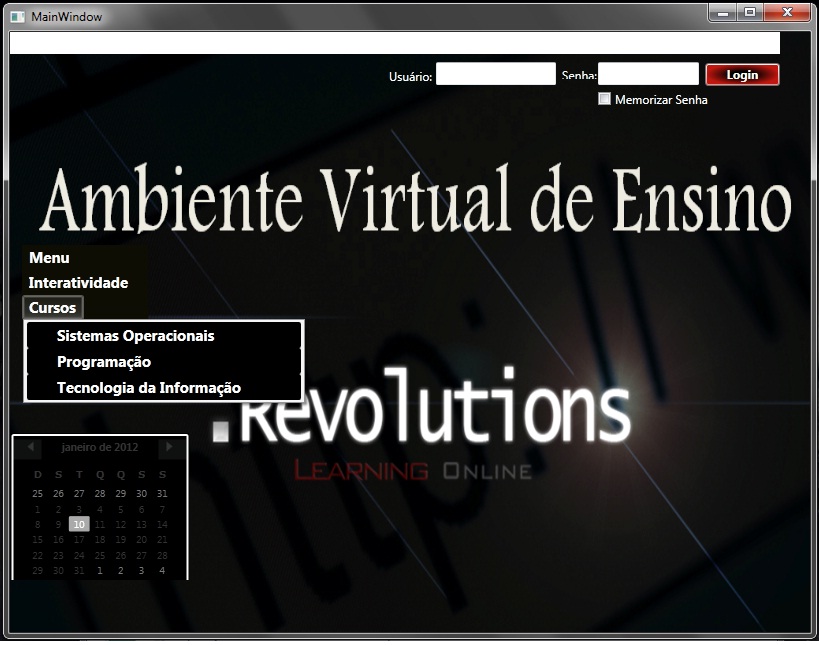 MainWindow
Usuário: Senha: Login
Memorizar Senha
Ambiente Virtual de Ensino
Menu
Interatividade
Cursos
Sistemas Operacionais
Programação
Tecnologia da Informação
.Revolutions
Learning Online
janeiro de 2012
D S T Q Q S S
25 26 27 28 29 30 31
1 2 3 4 5 6 7
8 9 10 11 12 13 14
15 16 17 18 19 20 21
22 23 24 25 26 27 28
29 30 31 1 2 3 4
http://w